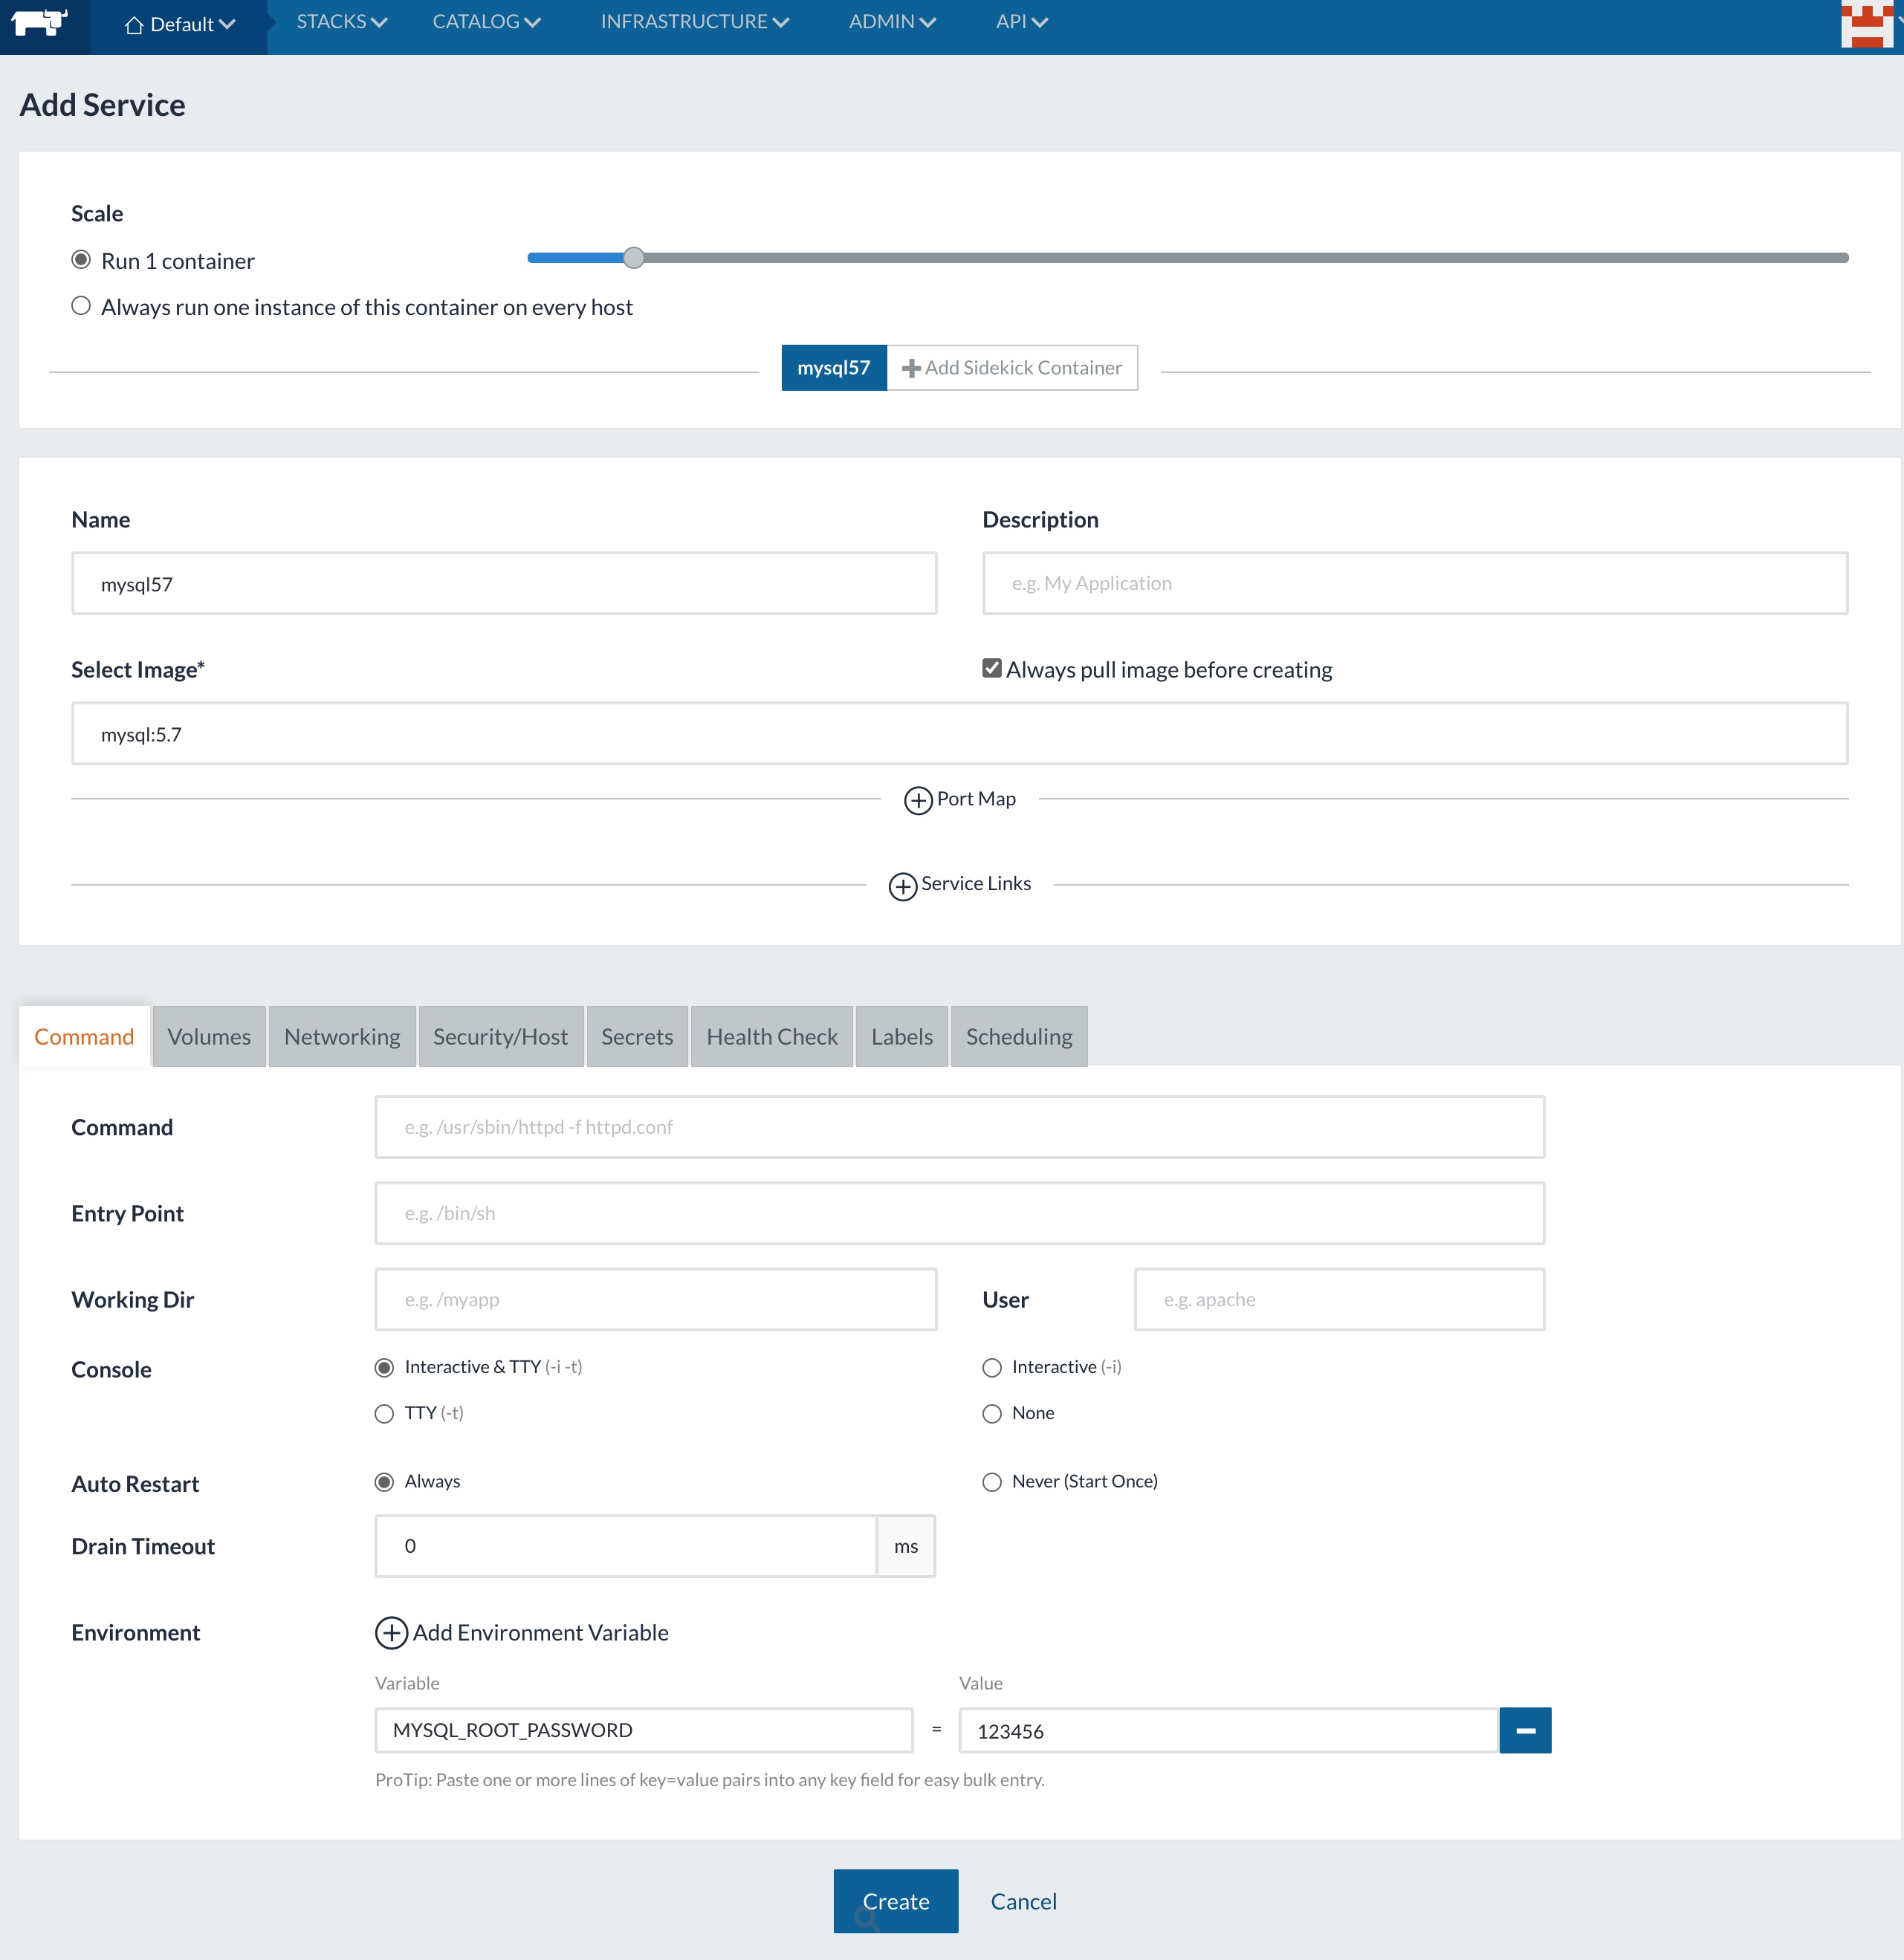 Default STACKS CATALOG INFRASTRUCTURE ADMIN API
Add Service
Scale
Run 1 container
Always run one instance of this container on every host
mysql57 Add Sidekick Container
Name Description
mysql57 e.g. My Application
Select Image* Always pull image before creating
mysql:5.7
Port Map
Service Links
Command Volumes Networking Security/Host Secrets Health Check Labels Scheduling
Command e.g. /usr/sbin/httpd -f httpd.conf
Entry Point e.g. /bin/sh
Working Dir e.g. /myapp User e.g. apache
Console Interactive & TTY (-i -t) Interactive (-i)
TTY (-t) None
Auto Restart Always Never (Start Once)
Drain Timeout 0 ms
Environment Add Environment Variable
Variable Value
MYSQL_ROOT_PASSWORD = 123456
ProTip: Paste one or more lines of key=value pairs into any key field for easy bulk entry.
Create Cancel